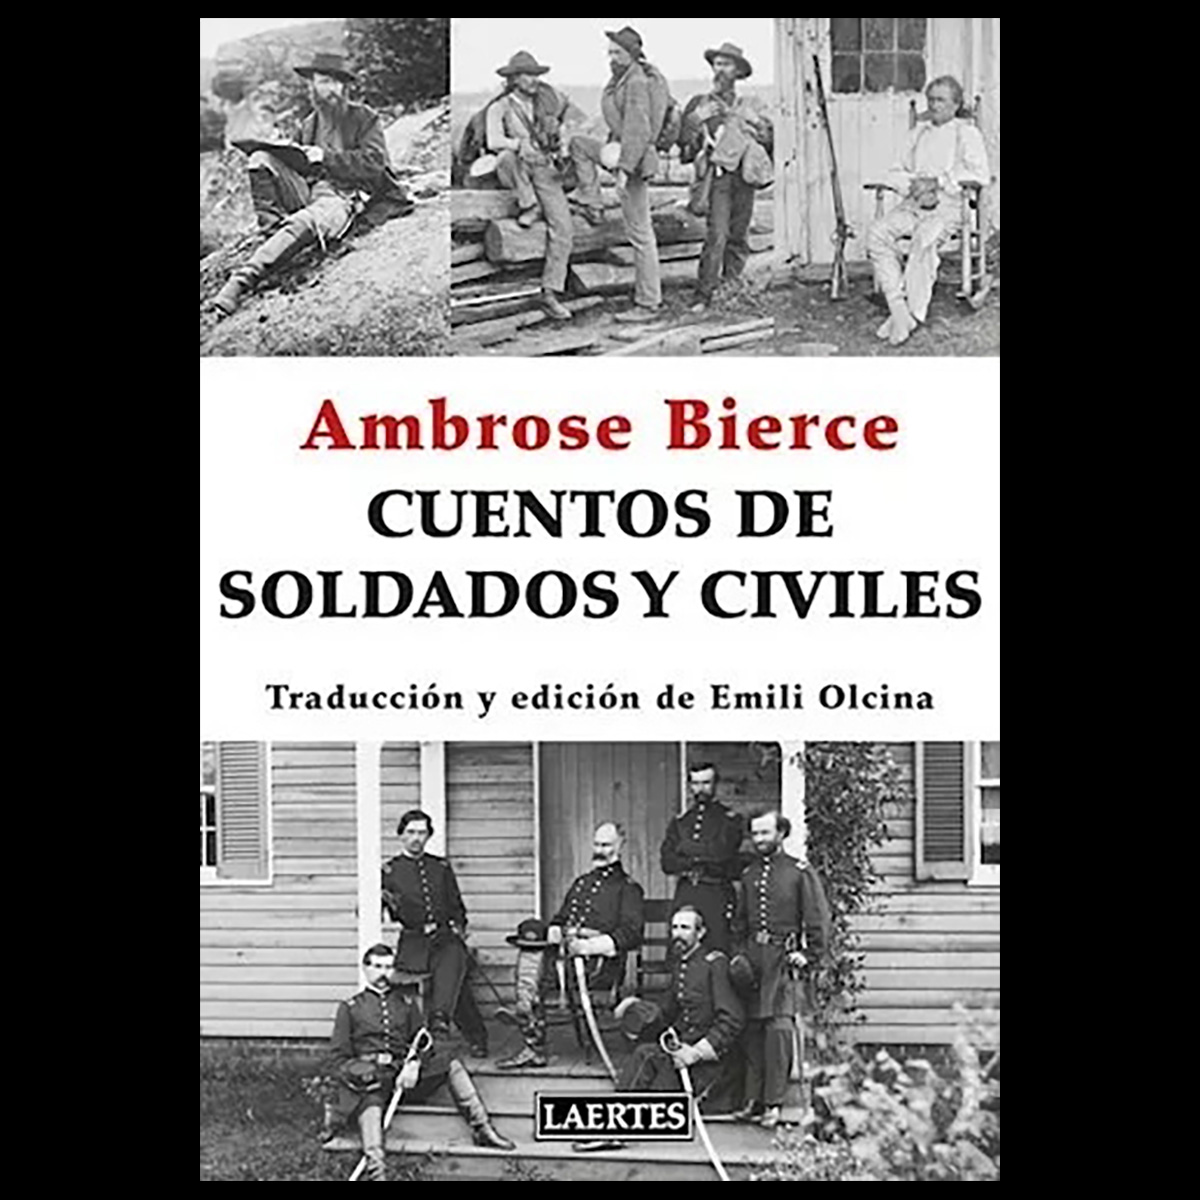 Ambrose Bierce
CUENTOS DE
SOLDADOS Y CIVILES
Traducción y edición de Emili Olcina
LAERTES